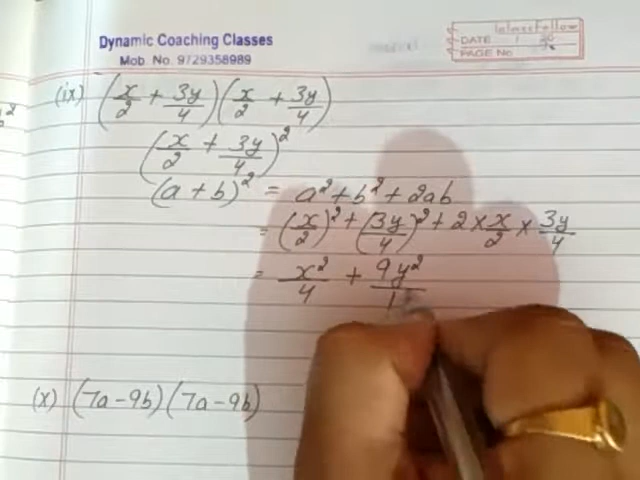 Dynamic Coaching Classes
Mob. No. 9729358989
DATE
PAGE No
(ix) (x/2 + 3y/4)(x/2 + 3y/4)
(x/2 + 3y/4)²
(a + b)² = a² + b² + 2ab
= (x/2)² + (3y/4)² + 2 × x/2 × 3y/4
= x²/4 + 9y²/1
(x) (7a - 9b)(7a - 9b)